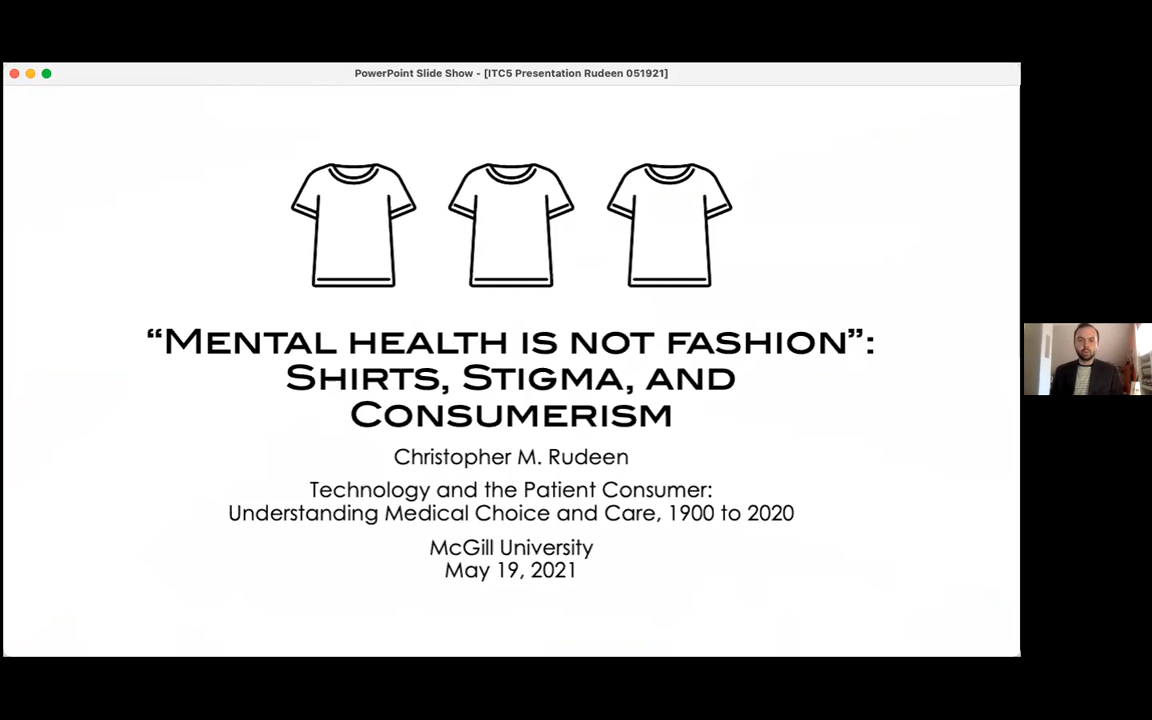 PowerPoint Slide Show - [ITC5 Presentation Rudeen 051921]
“MENTAL HEALTH IS NOT FASHION”:
SHIRTS, STIGMA, AND
CONSUMERISM
Christopher M. Rudeen
Technology and the Patient Consumer:
Understanding Medical Choice and Care, 1900 to 2020
McGill University
May 19, 2021